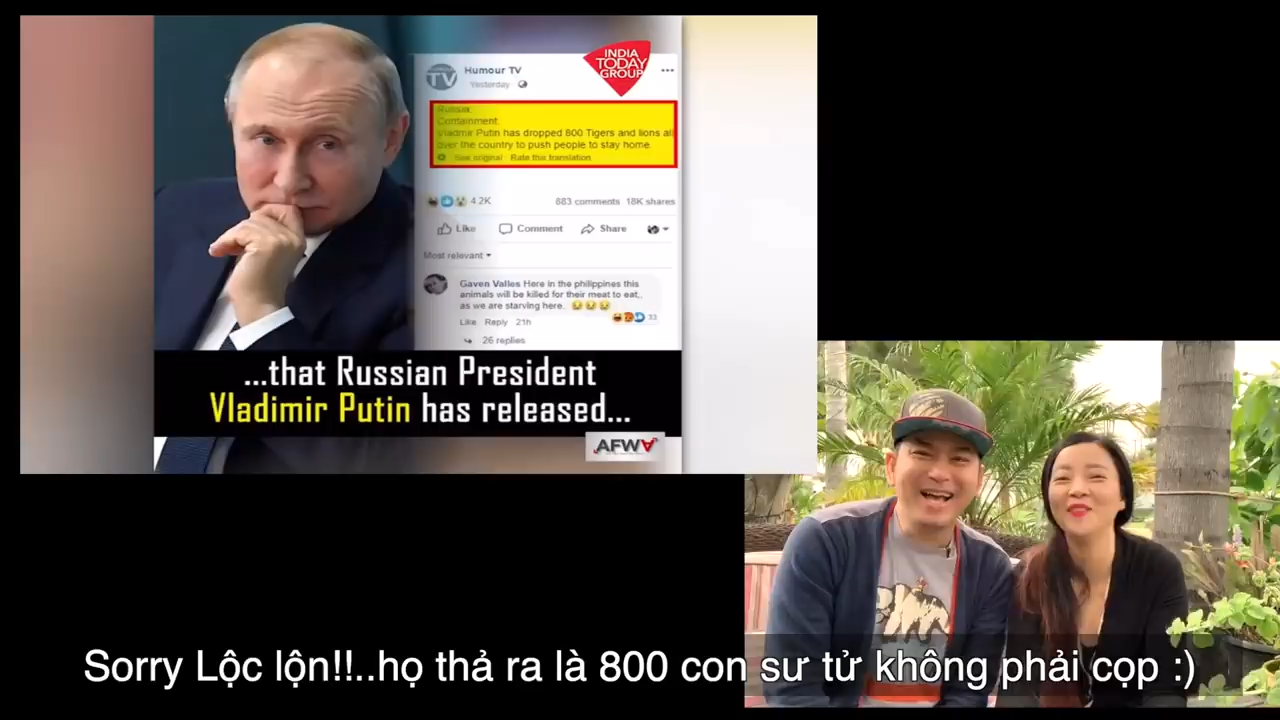 INDIA
TODAY
GROUP
TV
Humour TV
Yesterday
Russia
Containment:
Vladmir Putin has dropped 800 Tigers and lions all
over the country to push people to stay home.
See original · Rate this translation
4.2K 883 comments 18K shares
Like Comment Share
Most relevant
Gaven Valles Here in the philippines this
animals will be killed for their meat to eat,.
as we are starving here.
33
Like Reply 21h
26 replies
...that Russian President
Vladimir Putin has released...
AFWA
Sorry Lộc lộn!!..họ thả ra là 800 con sư tử không phải cọp :)